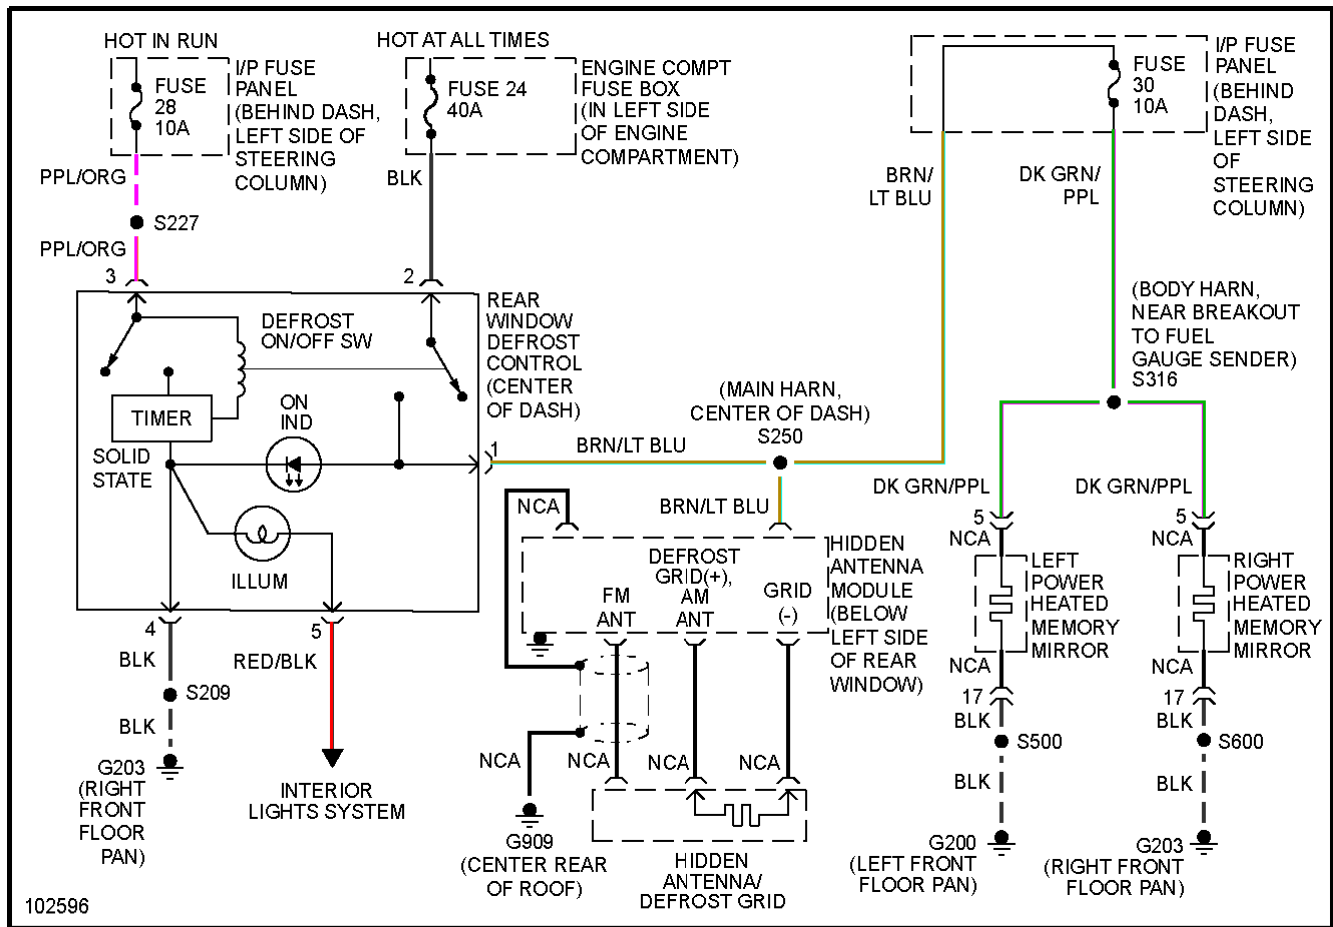 HOT IN RUN
FUSE
28
10A
I/P FUSE
PANEL
(BEHIND DASH,
LEFT SIDE OF
STEERING
COLUMN)
HOT AT ALL TIMES
FUSE 24
40A
ENGINE COMPT
FUSE BOX
(IN LEFT SIDE
OF ENGINE
COMPARTMENT)
FUSE
30
10A
I/P FUSE
PANEL
(BEHIND
DASH,
LEFT SIDE
OF
STEERING
COLUMN)
PPL/ORG
S227
PPL/ORG
BLK
BRN/
LT BLU
DK GRN/
PPL
3
2
DEFROST
ON/OFF SW
REAR
WINDOW
DEFROST
CONTROL
(CENTER
OF DASH)
(BODY HARN,
NEAR BREAKOUT
TO FUEL
GAUGE SENDER)
S316
TIMER
SOLID
STATE
ON
IND
ILLUM
1
BRN/LT BLU
(MAIN HARN,
CENTER OF DASH)
S250
BRN/LT BLU
DK GRN/PPL
DK GRN/PPL
5
NCA
5
NCA
NCA
DEFROST
GRID(+),
AM
ANT
FM
ANT
GRID
(-)
HIDDEN
ANTENNA
MODULE
(BELOW
LEFT SIDE
OF REAR
WINDOW)
LEFT
POWER
HEATED
MEMORY
MIRROR
RIGHT
POWER
HEATED
MEMORY
MIRROR
4
5
BLK
S209
BLK
G203
(RIGHT
FRONT
FLOOR
PAN)
RED/BLK
INTERIOR
LIGHTS SYSTEM
NCA
NCA
NCA
NCA
G909
(CENTER REAR
OF ROOF)
HIDDEN
ANTENNA/
DEFROST GRID
NCA
17
BLK
S500
BLK
G200
(LEFT FRONT
FLOOR PAN)
NCA
17
BLK
S600
BLK
G203
(RIGHT FRONT
FLOOR PAN)
102596